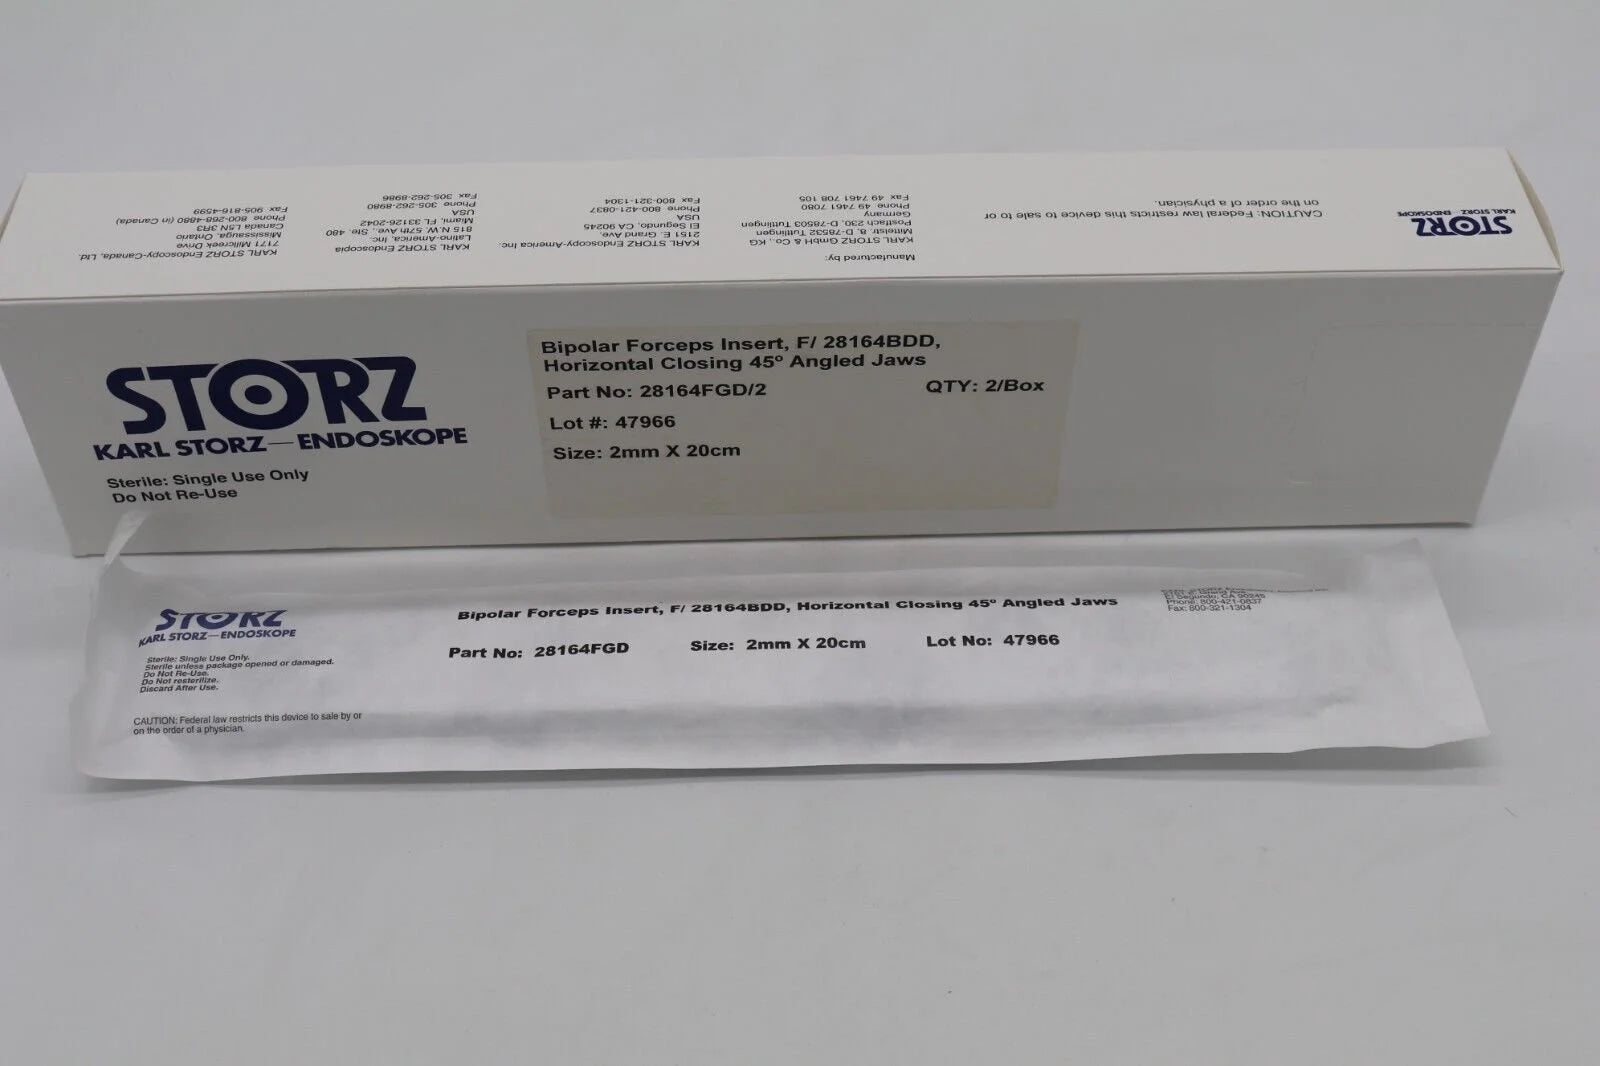 STORZ
KARL STORZ — ENDOSKOPE
CAUTION: Federal law restricts this device to sale to or
on the order of a physician.
Manufactured by:
KARL STORZ GmbH & Co., KG
Mittelstr. 8, D-78532 Tuttlingen
Postfach 230, D-78503 Tuttlingen
Germany
Phone 49 7461 7080
Fax 49 7461 708 105
KARL STORZ Endoscopy-America Inc
2151 E. Grand Ave.
El Segundo, CA 90245
USA
Phone 800-421-0837
Fax 800-321-1304
KARL STORZ Endoscopia
Latino-America, Inc.
815 N.W. 57th Ave., Ste. 480
Miami, FL 33126-2042
USA
Phone 305-262-8980
Fax 305-262-8986
KARL STORZ Endoscopy-Canada, Ltd.
7171 Millcreek Drive
Mississauga, Ontario
Canada L5N 3R3
Phone 800-268-4880 (in Canada)
Fax 905-816-4599
STORZ
KARL STORZ — ENDOSKOPE
Sterile: Single Use Only
Do Not Re-Use
Bipolar Forceps Insert, F/ 28164BDD,
Horizontal Closing 45º Angled Jaws
Part No: 28164FGD/2 QTY: 2/Box
Lot #: 47966
Size: 2mm X 20cm
STORZ
KARL STORZ — ENDOSKOPE
Sterile: Single Use Only.
Sterile unless package opened or damaged.
Do Not Re-Use.
Do Not resterilize.
Discard After Use.
CAUTION: Federal law restricts this device to sale by or
on the order of a physician.
Bipolar Forceps Insert, F/ 28164BDD, Horizontal Closing 45º Angled Jaws
Part No: 28164FGD Size: 2mm X 20cm Lot No: 47966
El Segundo, CA 90245
Phone: 800-421-0837
Fax: 800-321-1304